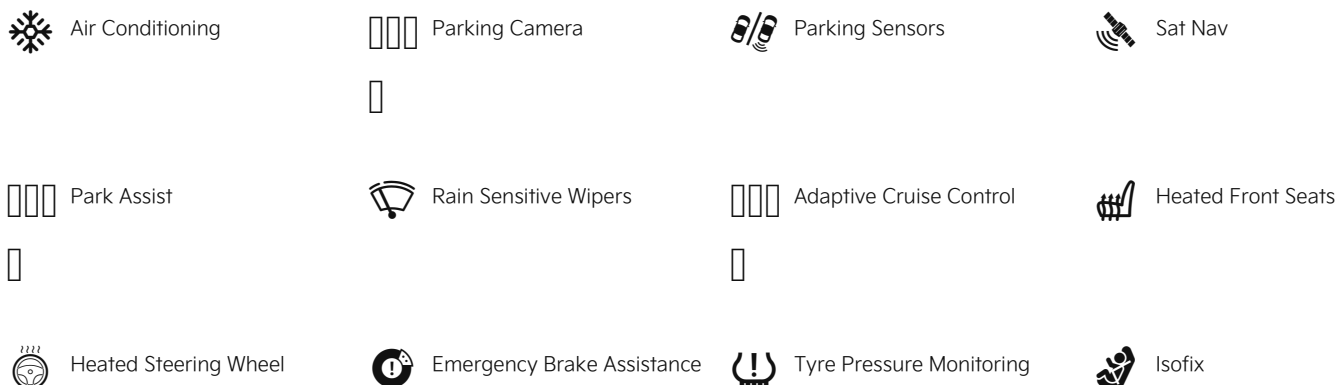 Air Conditioning
Parking Camera
Parking Sensors
Sat Nav
Park Assist
Rain Sensitive Wipers
Adaptive Cruise Control
Heated Front Seats
Heated Steering Wheel
Emergency Brake Assistance
Tyre Pressure Monitoring
Isofix